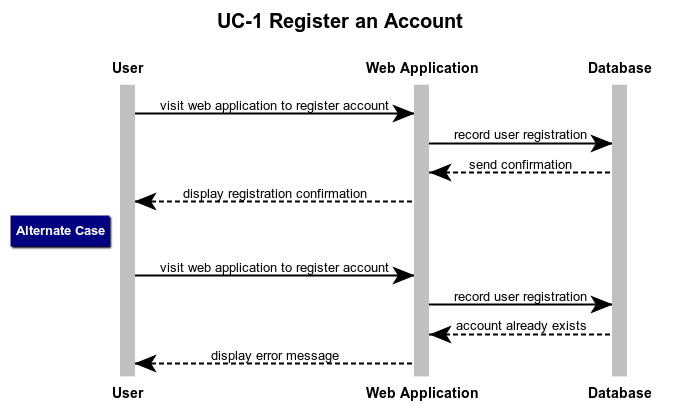 UC-1 Register an Account
User
Web Application
Database
visit web application to register account
record user registration
send confirmation
display registration confirmation
Alternate Case
visit web application to register account
record user registration
account already exists
display error message
User
Web Application
Database